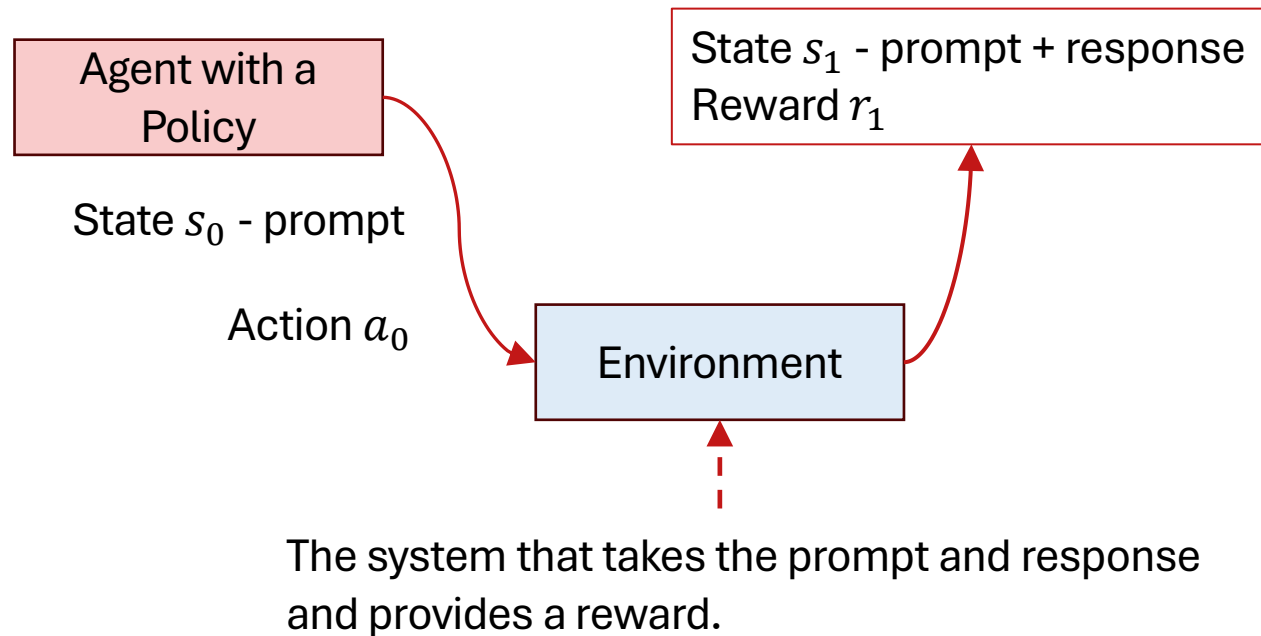 Agent with a
Policy
State s₁ - prompt + response
Reward r₁
State s₀ - prompt
Action a₀
Environment
The system that takes the prompt and response
and provides a reward.